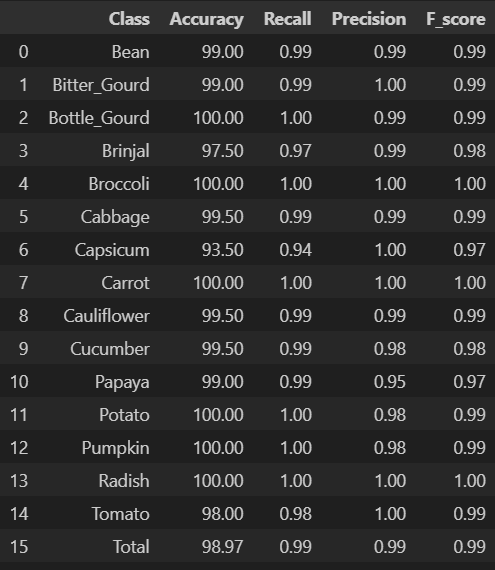 Class Accuracy Recall Precision F_score
0 Bean 99.00 0.99 0.99 0.99
1 Bitter_Gourd 99.00 0.99 1.00 0.99
2 Bottle_Gourd 100.00 1.00 0.99 0.99
3 Brinjal 97.50 0.97 0.99 0.98
4 Broccoli 100.00 1.00 1.00 1.00
5 Cabbage 99.50 0.99 0.99 0.99
6 Capsicum 93.50 0.94 1.00 0.97
7 Carrot 100.00 1.00 1.00 1.00
8 Cauliflower 99.50 0.99 0.99 0.99
9 Cucumber 99.50 0.99 0.98 0.98
10 Papaya 99.00 0.99 0.95 0.97
11 Potato 100.00 1.00 0.98 0.99
12 Pumpkin 100.00 1.00 0.98 0.99
13 Radish 100.00 1.00 1.00 1.00
14 Tomato 98.00 0.98 1.00 0.99
15 Total 98.97 0.99 0.99 0.99